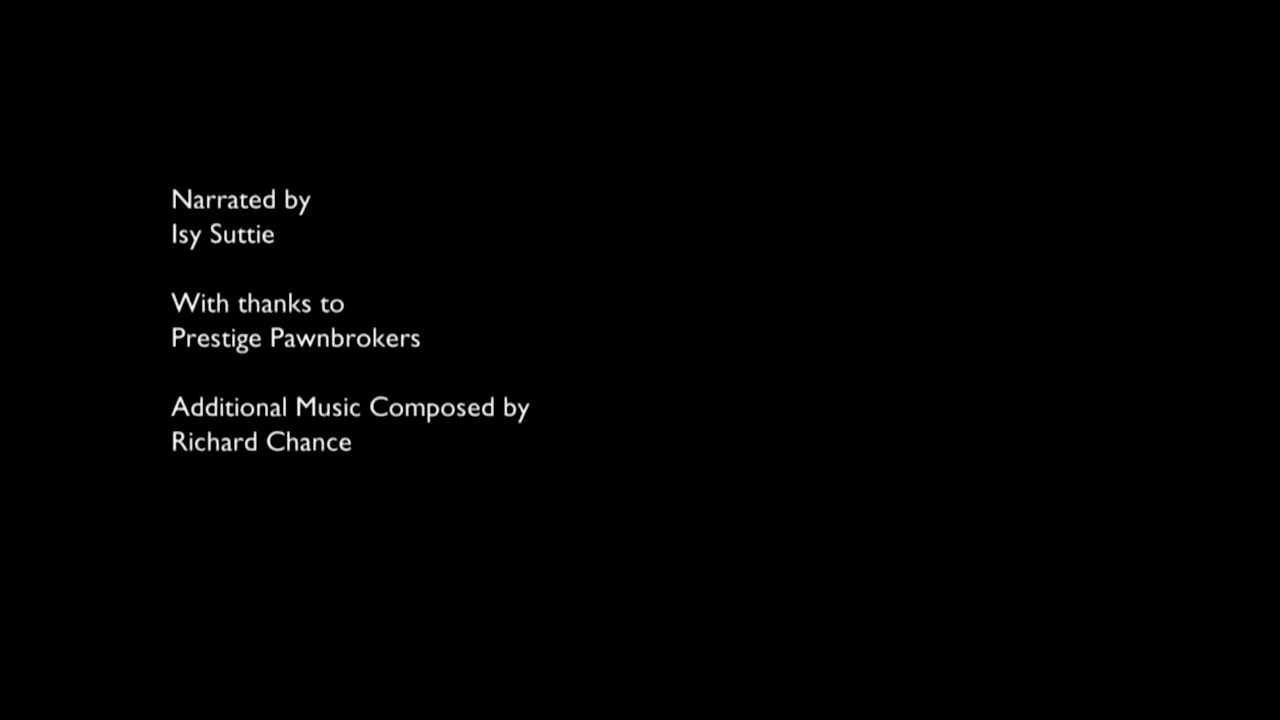 Narrated by
Isy Suttie
With thanks to
Prestige Pawnbrokers
Additional Music Composed by
Richard Chance